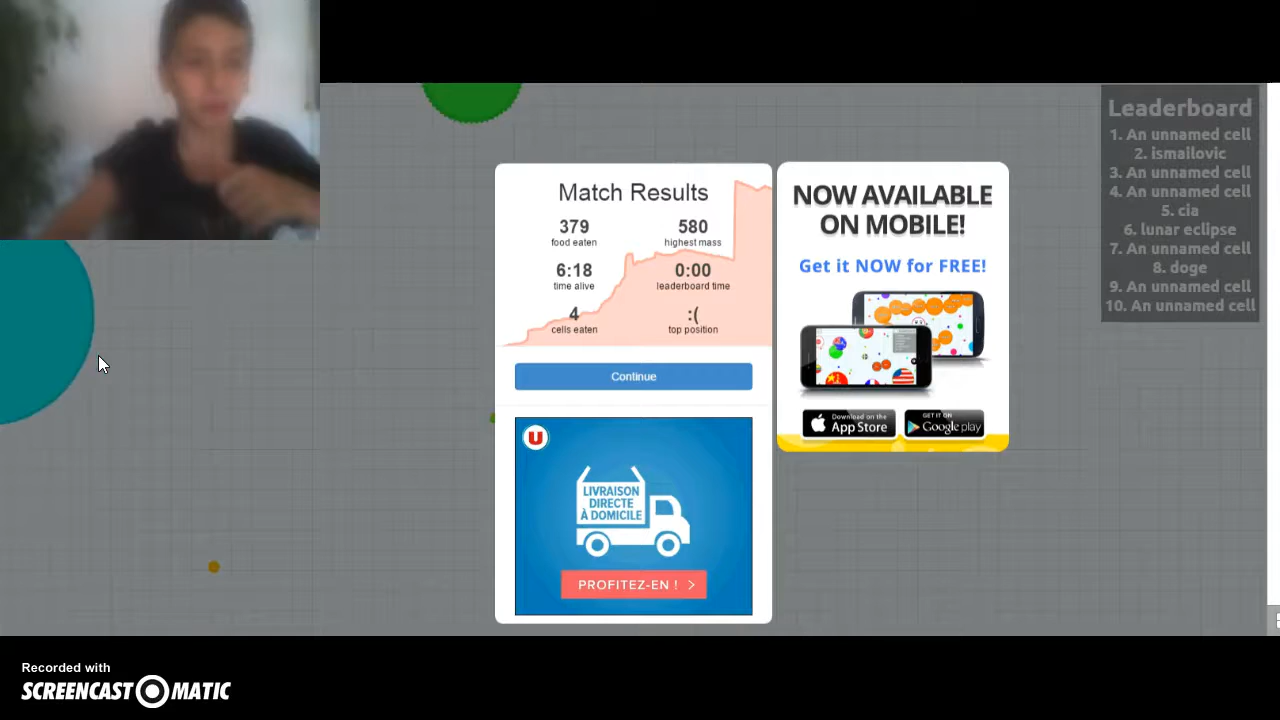 Match Results
379
food eaten
580
highest mass
6:18
time alive
0:00
leaderboard time
4
cells eaten
:(
top position
Continue
U
LIVRAISON
DIRECTE
À DOMICILE
PROFITEZ-EN ! >
NOW AVAILABLE
ON MOBILE!
Get it NOW for FREE!
Download on the
App Store
GET IT ON
Google play
Leaderboard
1. An unnamed cell
2. ismailovic
3. An unnamed cell
4. An unnamed cell
5. cia
6. lunar eclipse
7. An unnamed cell
8. doge
9. An unnamed cell
10. An unnamed cell
Recorded with
SCREENCAST MATIC